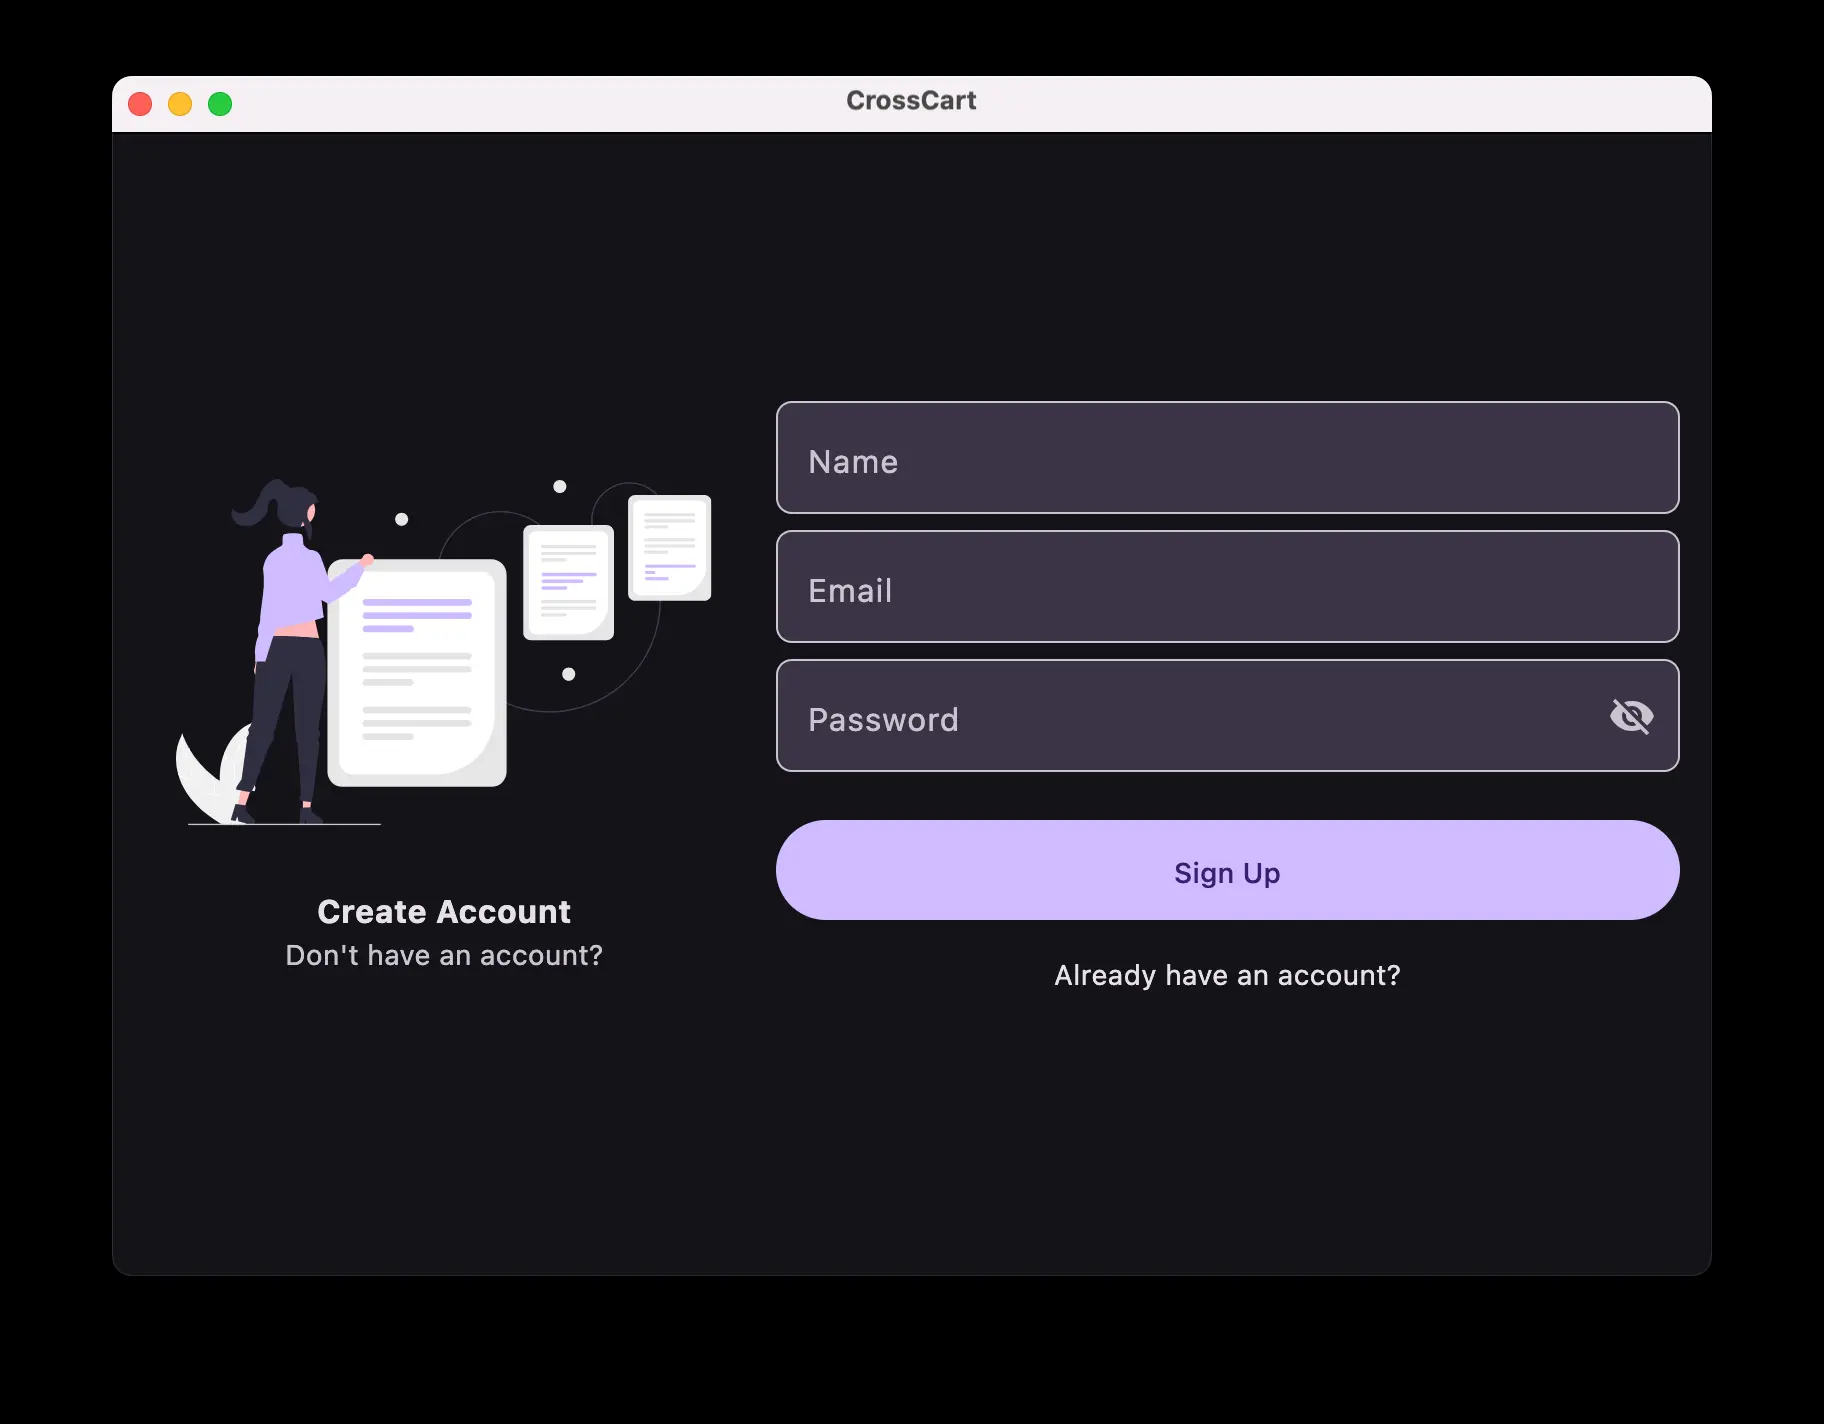 CrossCart
Create Account
Don't have an account?
Name
Email
Password
Sign Up
Already have an account?